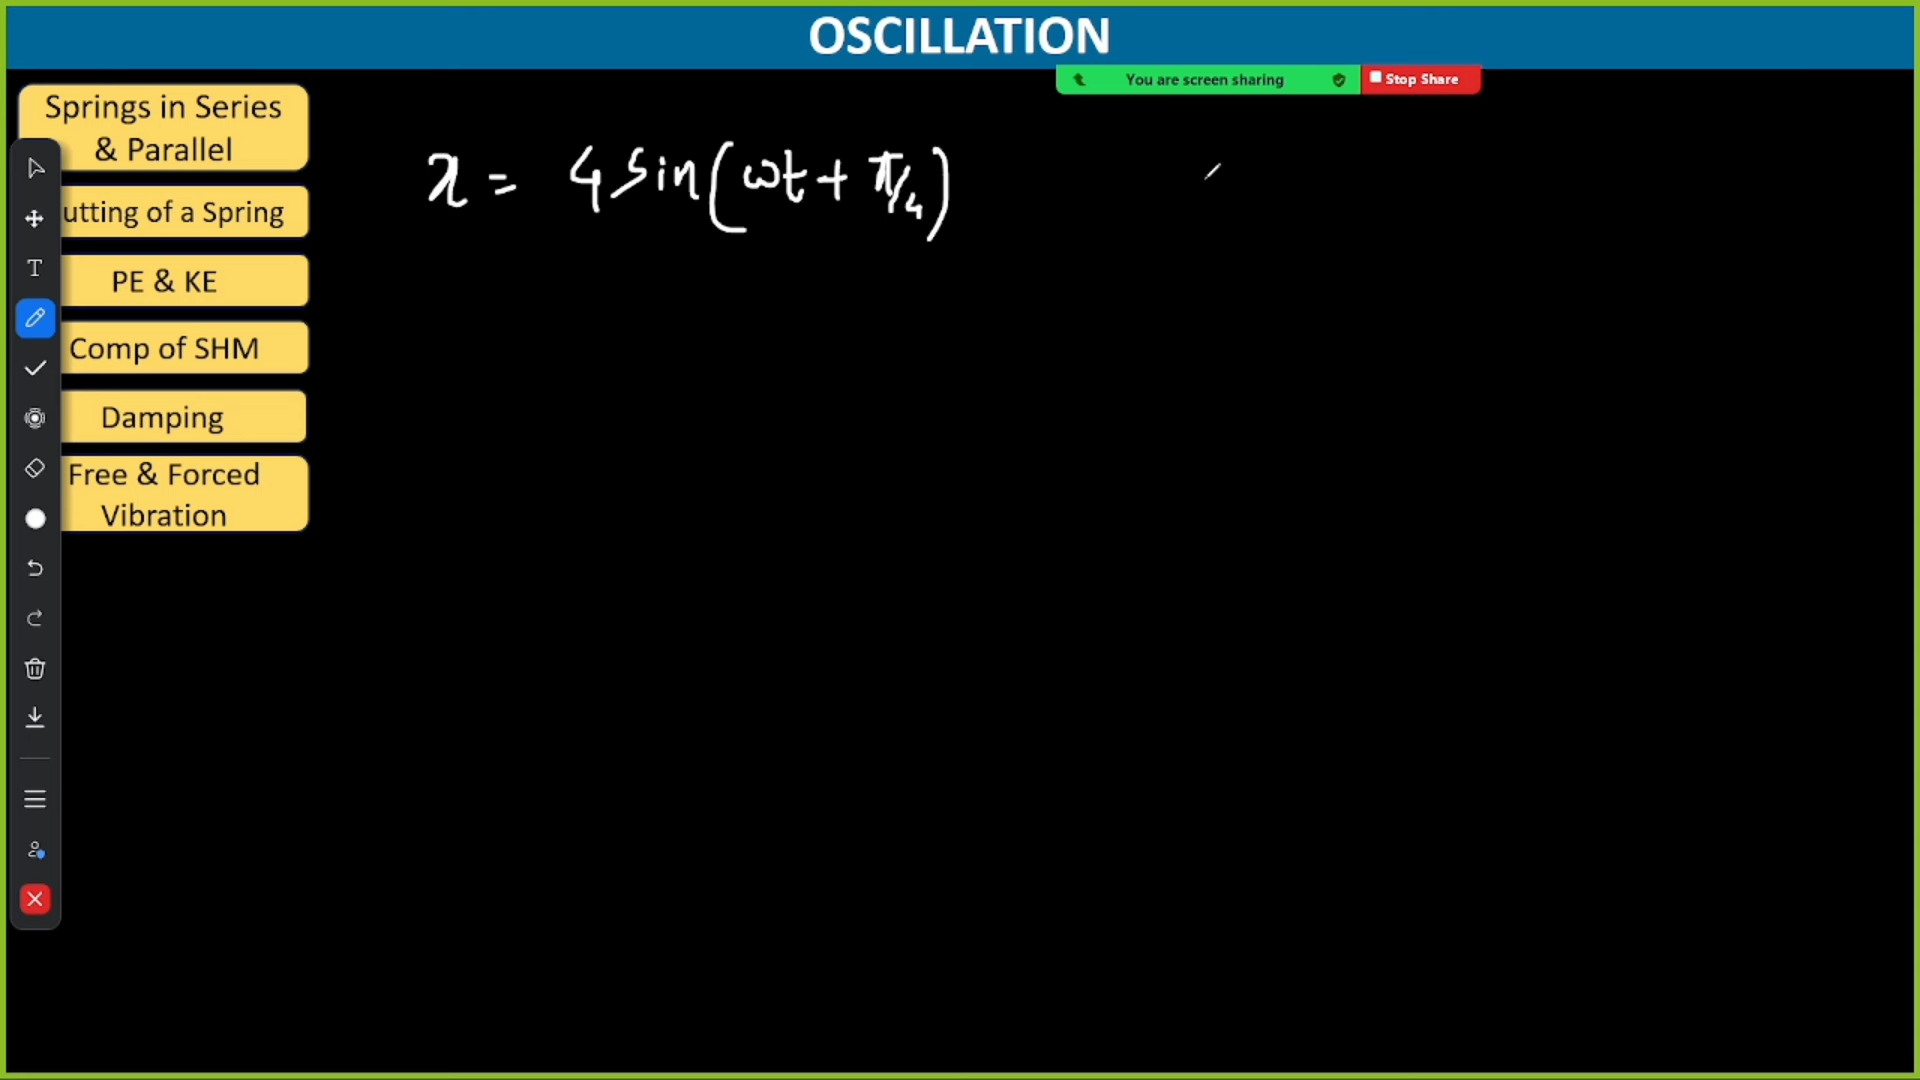 OSCILLATION
You are screen sharing
Stop Share
Springs in Series
& Parallel
utting of a Spring
PE & KE
Comp of SHM
Damping
Free & Forced
Vibration
T
x = 4 sin(ωt + π/4)